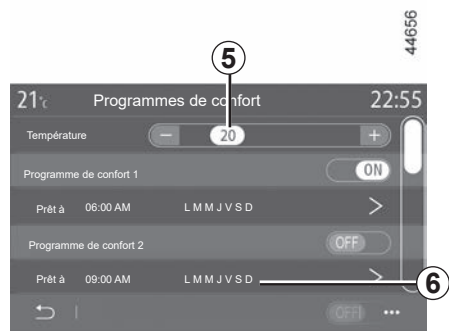 44656
5
21°c Programmes de confort 22:55
Température − 20 +
Programme de confort 1 ON
Prêt à 06:00 AM L M M J V S D >
Programme de confort 2 OFF
Prêt à 09:00 AM L M M J V S D >
6
OFF ...